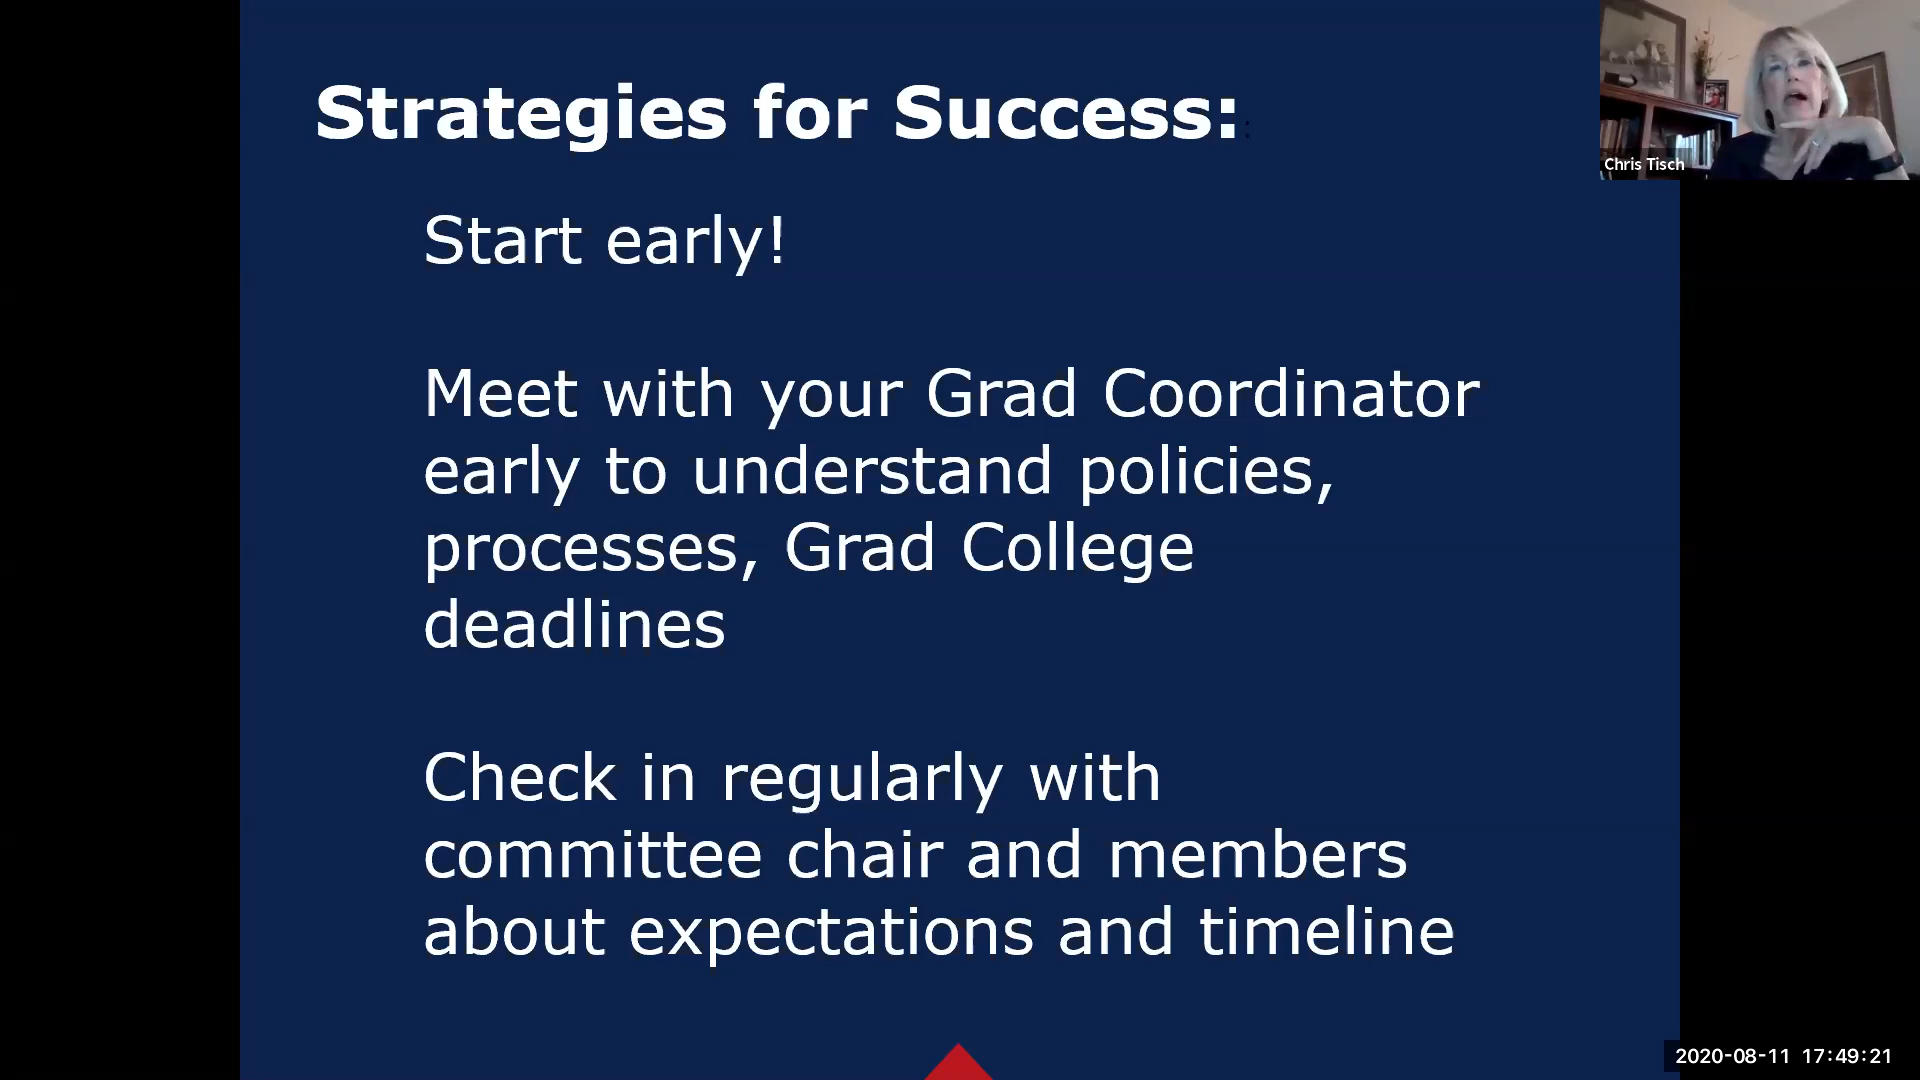 Strategies for Success:
Start early!
Meet with your Grad Coordinator
early to understand policies,
processes, Grad College
deadlines
Check in regularly with
committee chair and members
about expectations and timeline
Chris Tisch
2020-08-11 17:49:21